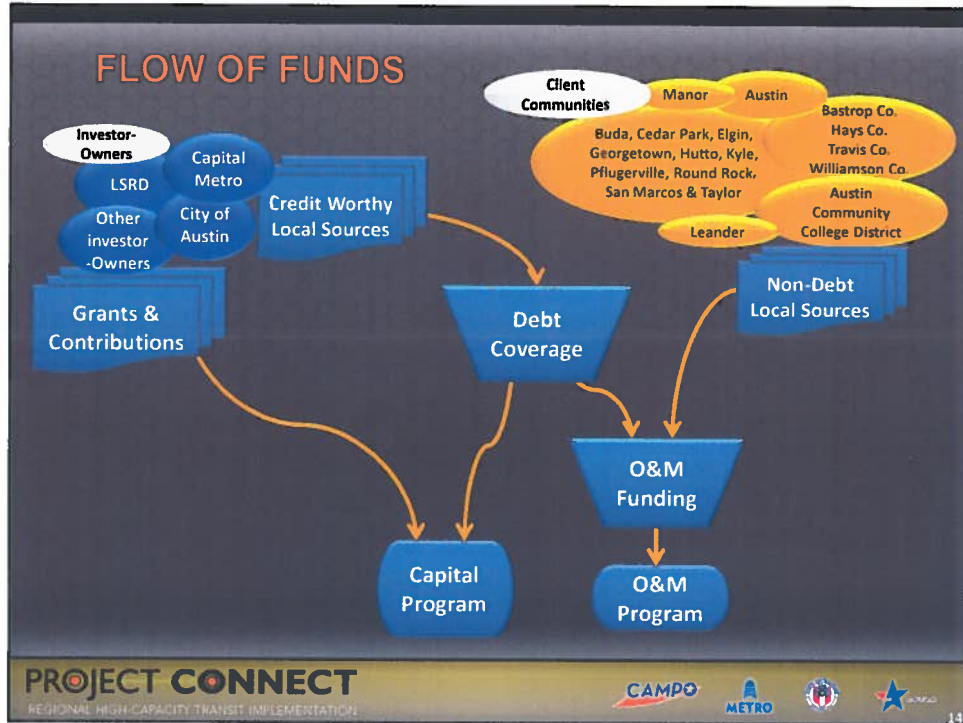 FLOW OF FUNDS
Investor-
Owners
LSRD
Capital
Metro
Other
investor
-Owners
City of
Austin
Credit Worthy
Local Sources
Grants &
Contributions
Client
Communities
Manor
Austin
Buda, Cedar Park, Elgin,
Georgetown, Hutto, Kyle,
Pflugerville, Round Rock,
San Marcos & Taylor
Bastrop Co.
Hays Co.
Travis Co.
Williamson Co.
Austin
Community
College District
Leander
Non-Debt
Local Sources
Debt
Coverage
O&M
Funding
Capital
Program
O&M
Program
PROJECT CONNECT
REGIONAL HIGH-CAPACITY TRANSIT IMPLEMENTATION
CAMPO
METRO
14